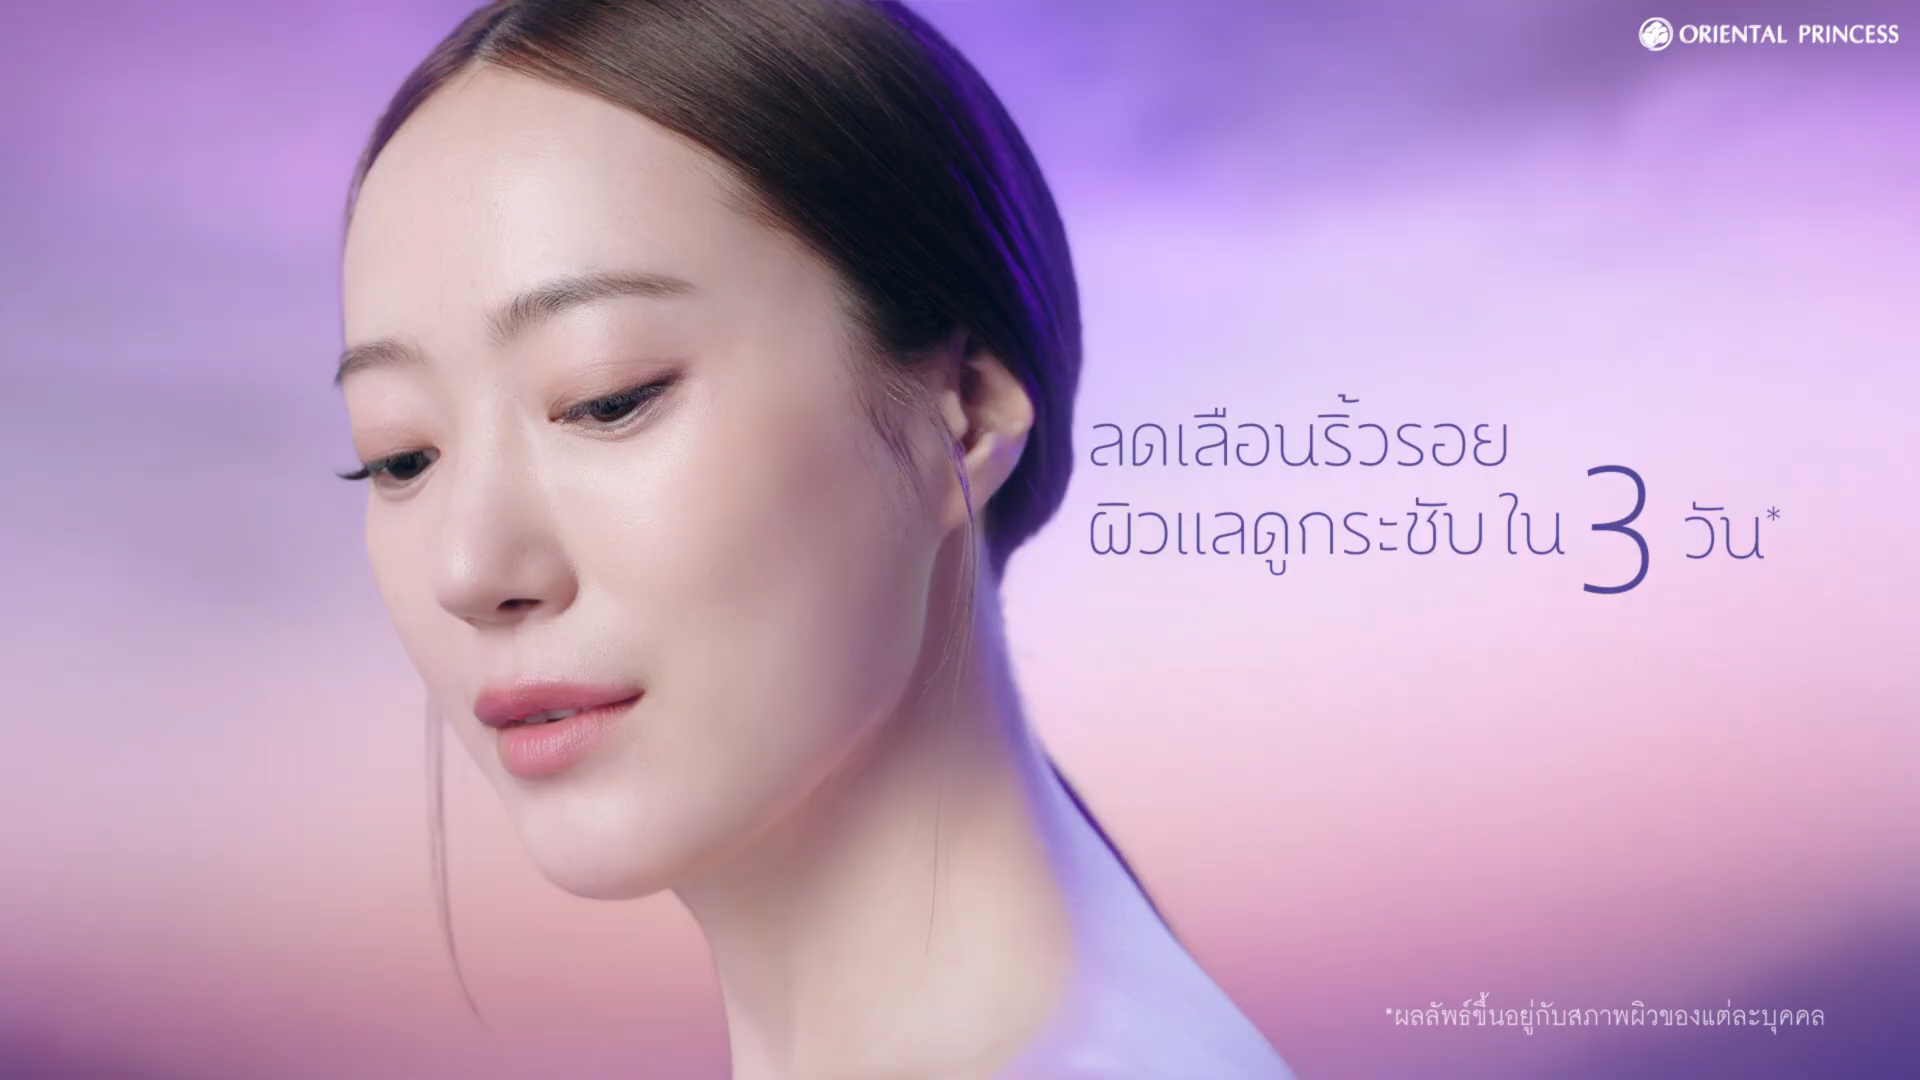 ORIENTAL PRINCESS
ลดเลือนริ้วรอย
ผิวแลดูกระชับ ใน 3 วัน*
*ผลลัพธ์ขึ้นอยู่กับสภาพผิวของแต่ละบุคคล